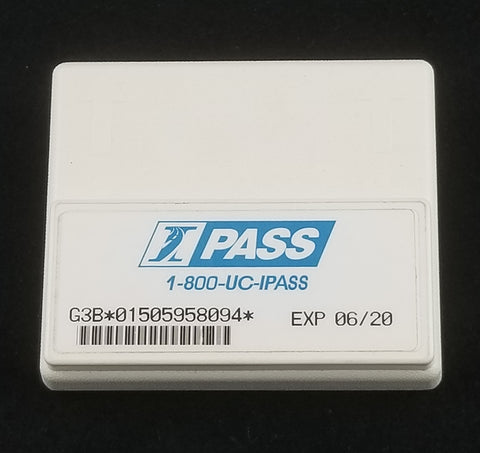 I PASS
1-800-UC-IPASS
G3B*01505958094* EXP 06/20